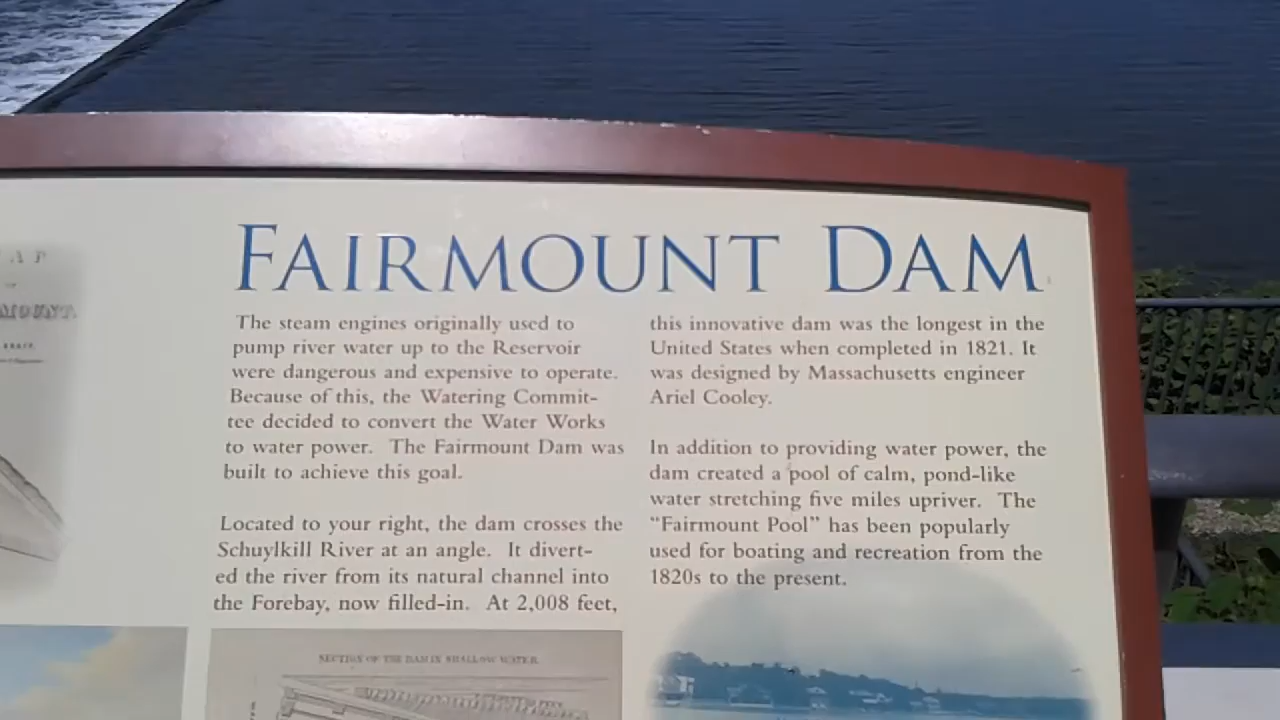 FAIRMOUNT DAM
The steam engines originally used to
pump river water up to the Reservoir
were dangerous and expensive to operate.
Because of this, the Watering Commit-
tee decided to convert the Water Works
to water power. The Fairmount Dam was
built to achieve this goal.
Located to your right, the dam crosses the
Schuylkill River at an angle. It divert-
ed the river from its natural channel into
the Forebay, now filled-in. At 2,008 feet,
this innovative dam was the longest in the
United States when completed in 1821. It
was designed by Massachusetts engineer
Ariel Cooley.
In addition to providing water power, the
dam created a pool of calm, pond-like
water stretching five miles upriver. The
“Fairmount Pool” has been popularly
used for boating and recreation from the
1820s to the present.
SECTION OF THE DAM IN SHALLOW WATER.